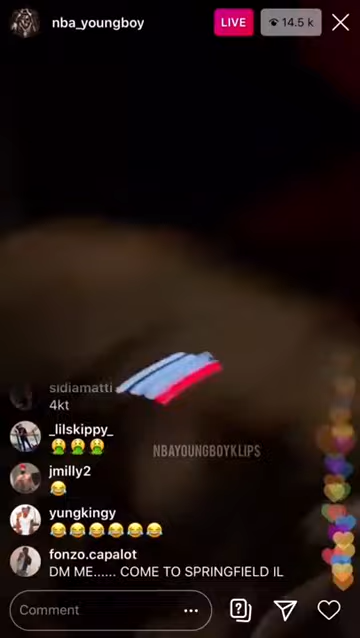 nba_youngboy
LIVE
14.5 k
sidiamatti
4kt
_lilskippy_
🤮🤮🤮
NBAYOUNGBOYKLIPS
jmilly2
😂
yungkingy
😂😂😂😂😂😂
fonzo.capalot
DM ME...... COME TO SPRINGFIELD IL
Comment